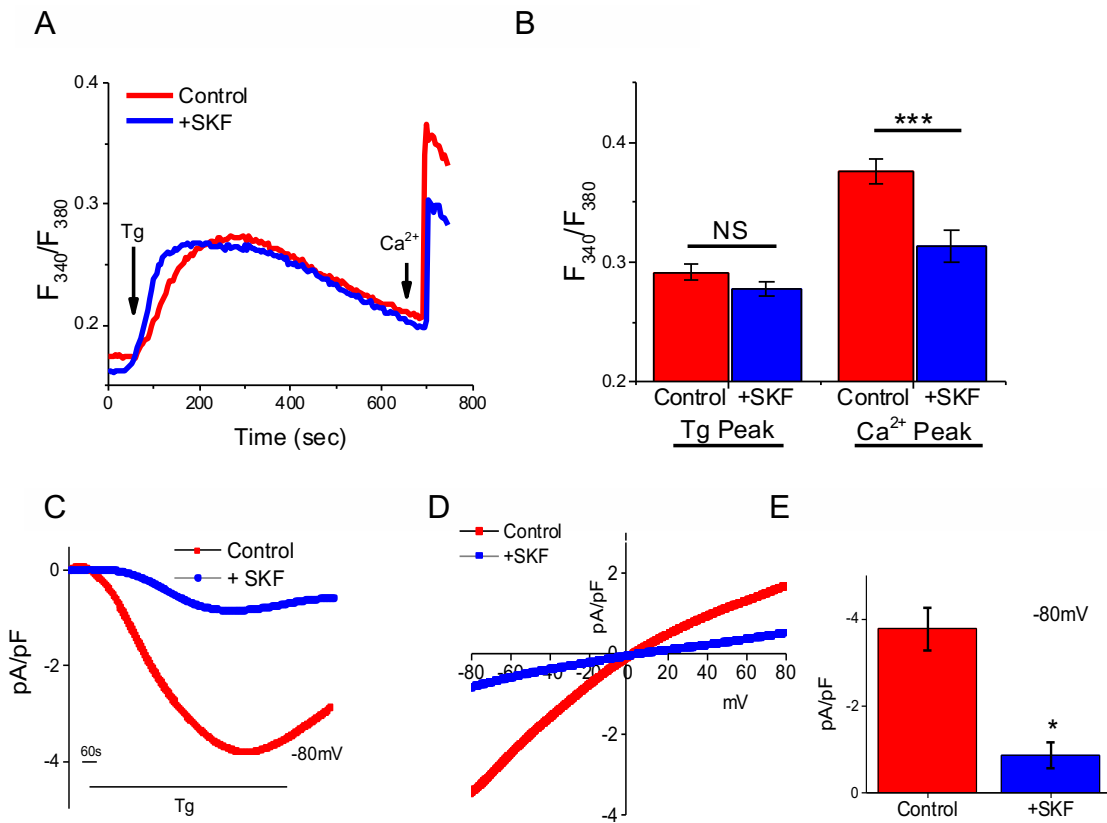 A
Control
+SKF
F340/F380
0.4
0.3
0.2
Tg
Ca2+
0 200 400 600 800
Time (sec)
B
F340/F380
0.4
0.3
0.2
NS
***
Control +SKF Control +SKF
Tg Peak Ca2+ Peak
C
Control
+ SKF
pA/pF
0
-2
-4
60s
-80mV
Tg
D
Control
+SKF
pA/pF
2
0
-2
-4
-80 -60 -40 -20 0 20 40 60 80
mV
E
pA/pF
-4
-2
0
-80mV
*
Control +SKF